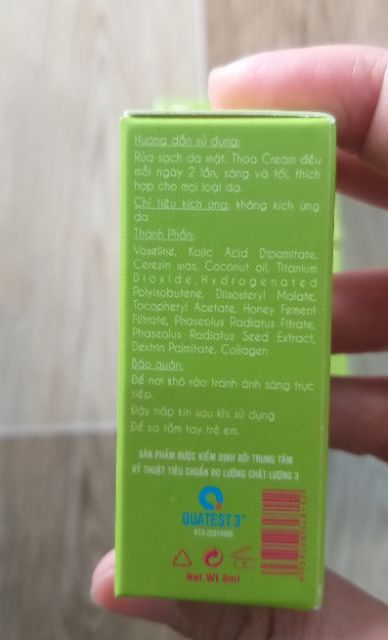 Hướng dẫn sử dụng:
Rửa sạch da mặt. Thoa Cream đều
mỗi ngày 2 lần, sáng và tối, thích
hợp cho mọi loại da.
Chỉ tiêu kích ứng: không kích ứng
da
Thành Phần:
Vazeline, Kojic Acid Dipamitate,
Ceresin wax, Coconut oil, Titanium
Dioxide, Hydrogenated
Polyisobutene, Diisosteryl Malate,
Tocopheryl Acetate, Honey Fement
Filtrate, Phaseolus Radiatus Fitrate,
Phaseolus Radiatus Seed Extract,
Dextrin Palmitate, Collagen
Bảo quản:
Để nơi khô ráo tránh ánh sáng trực
tiếp.
Đậy nắp kín sau khi sử dụng
Để xa tầm tay trẻ em.
SẢN PHẨM ĐƯỢC KIỂM ĐỊNH BỞI TRUNG TÂM
KỸ THUẬT TIÊU CHUẨN ĐO LƯỜNG CHẤT LƯỢNG 3
QUATEST3®
Net.Wt 8ml